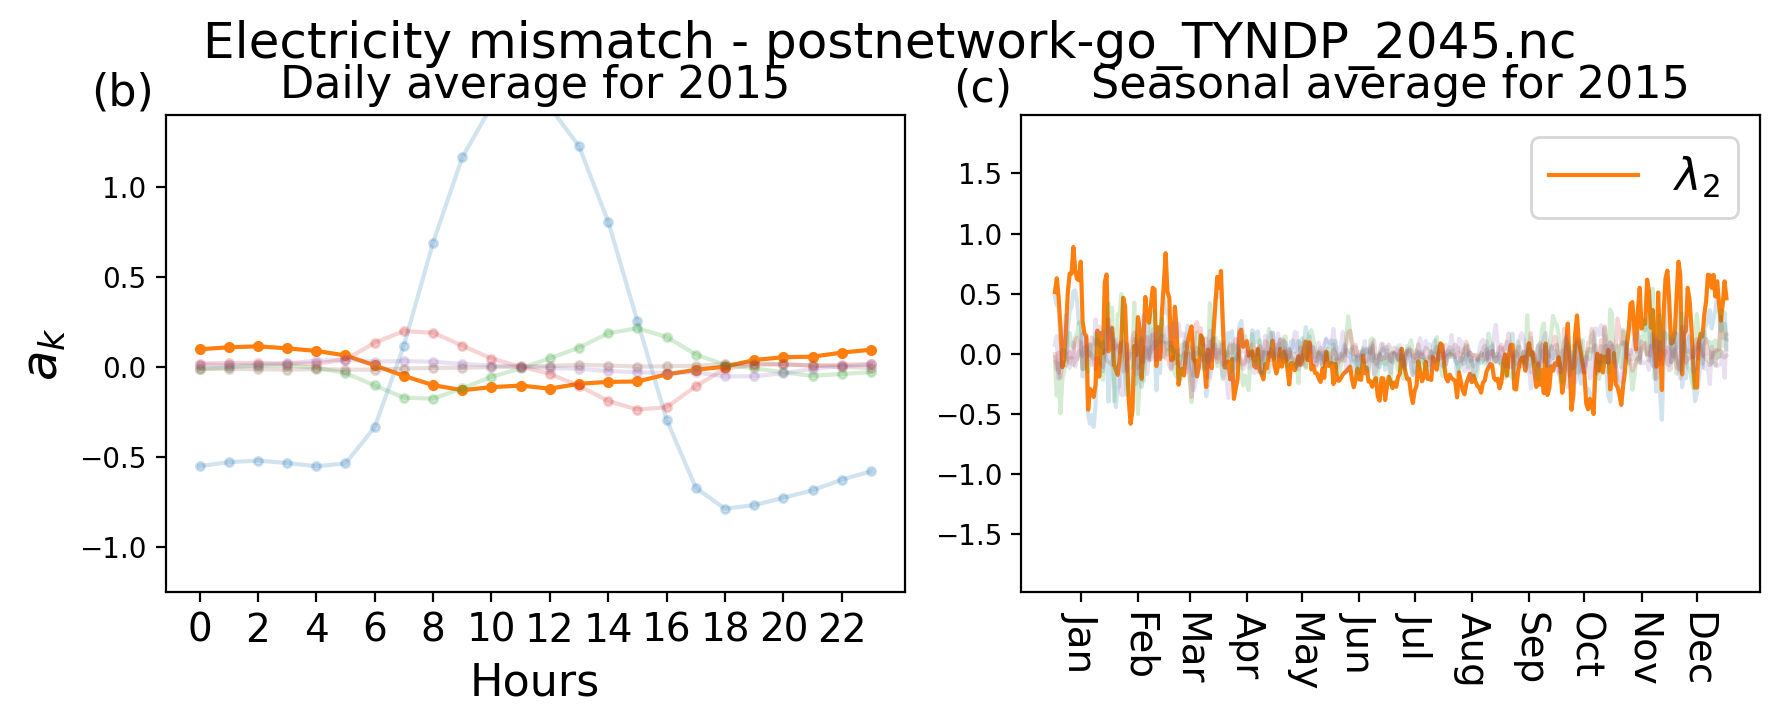 Electricity mismatch - postnetwork-go_TYNDP_2045.nc
(b) Daily average for 2015
a_k
1.0
0.5
0.0
−0.5
−1.0
0 2 4 6 8 10 12 14 16 18 20 22
Hours
(c) Seasonal average for 2015
λ_2
1.5
1.0
0.5
0.0
−0.5
−1.0
−1.5
Jan Feb Mar Apr May Jun Jul Aug Sep Oct Nov Dec